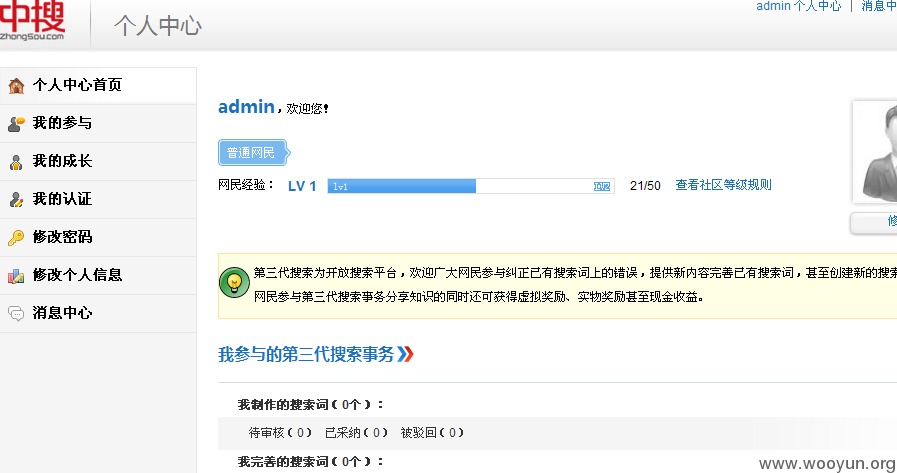 中搜
zhongsou.com
个人中心
admin 个人中心 | 消息中
个人中心首页
我的参与
我的成长
我的认证
修改密码
修改个人信息
消息中心
admin，欢迎您！
普通网民
网民经验： LV 1 lv1 21/50 查看社区等级规则
修
第三代搜索为开放搜索平台，欢迎广大网民参与纠正已有搜索词上的错误，提供新内容完善已有搜索词，甚至创建新的搜索
网民参与第三代搜索事务分享知识的同时还可获得虚拟奖励、实物奖励甚至现金收益。
我参与的第三代搜索事务
我制作的搜索词（0个）：
待审核（0） 已采纳（0） 被驳回（0）
我完善的搜索词（0个）：
www.wooyun.org